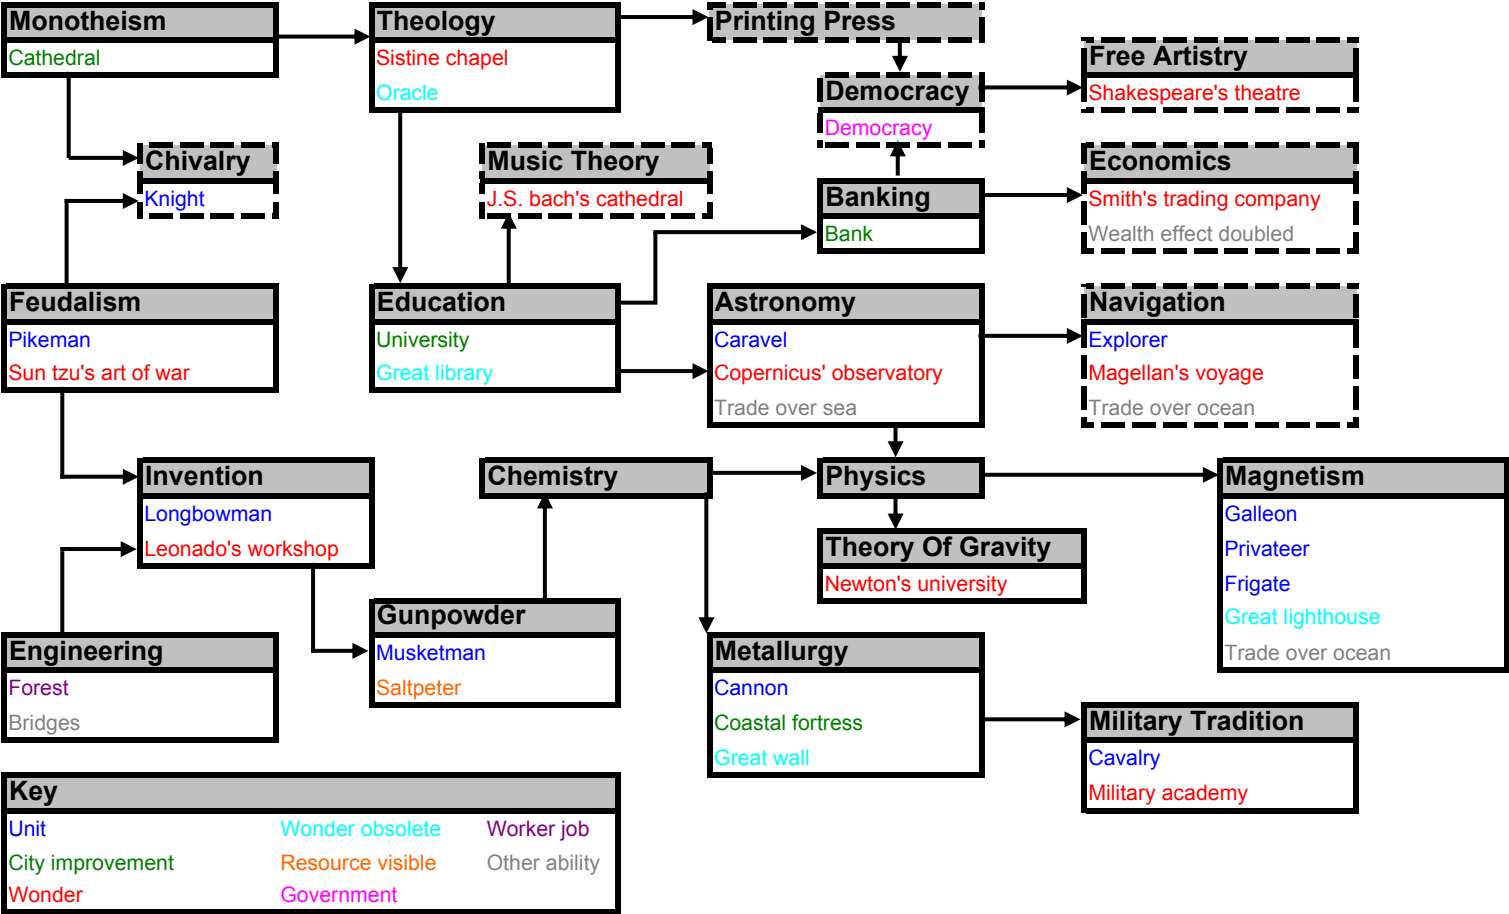 Monotheism
Cathedral
Theology
Sistine chapel
Oracle
Printing Press
Democracy
Democracy
Free Artistry
Shakespeare's theatre
Chivalry
Knight
Music Theory
J.S. bach's cathedral
Banking
Bank
Economics
Smith's trading company
Wealth effect doubled
Feudalism
Pikeman
Sun tzu's art of war
Education
University
Great library
Astronomy
Caravel
Copernicus' observatory
Trade over sea
Navigation
Explorer
Magellan's voyage
Trade over ocean
Invention
Longbowman
Leonado's workshop
Chemistry
Physics
Magnetism
Galleon
Privateer
Frigate
Great lighthouse
Trade over ocean
Theory Of Gravity
Newton's university
Gunpowder
Musketman
Saltpeter
Engineering
Forest
Bridges
Metallurgy
Cannon
Coastal fortress
Great wall
Military Tradition
Cavalry
Military academy
Key
Unit Wonder obsolete Worker job
City improvement Resource visible Other ability
Wonder Government